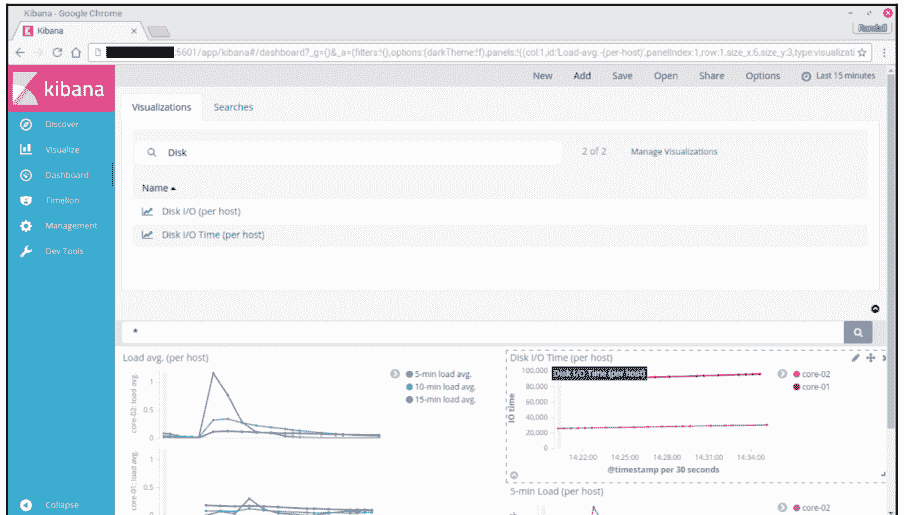 Kibana - Google Chrome
Kibana
Randall
:5601/app/kibana#/dashboard?_g=()&_a=(filters:!(),options:(darkTheme:!f),panels:!((col:1,id:'Load-avg.-(per-host)',panelIndex:1,row:1,size_x:6,size_y:3,type:visualizati
kibana
New Add Save Open Share Options Last 15 minutes
Discover
Visualize
Dashboard
Timelion
Management
Dev Tools
Collapse
Visualizations Searches
Disk 2 of 2 Manage Visualizations
Name
Disk I/O (per host)
Disk I/O Time (per host)
*
Load avg. (per host)
core-02: load avg.
1
0.5
0
5-min load avg.
10-min load avg.
15-min load avg.
core-01: load avg.
1
0.5
Disk I/O Time (per host)
Disk I/O Time (per host)
IO time
100,000
80,000
60,000
40,000
20,000
0
14:22:00 14:25:00 14:28:00 14:31:00 14:34:00
@timestamp per 30 seconds
core-02
core-01
5-min Load (per host)
core-02